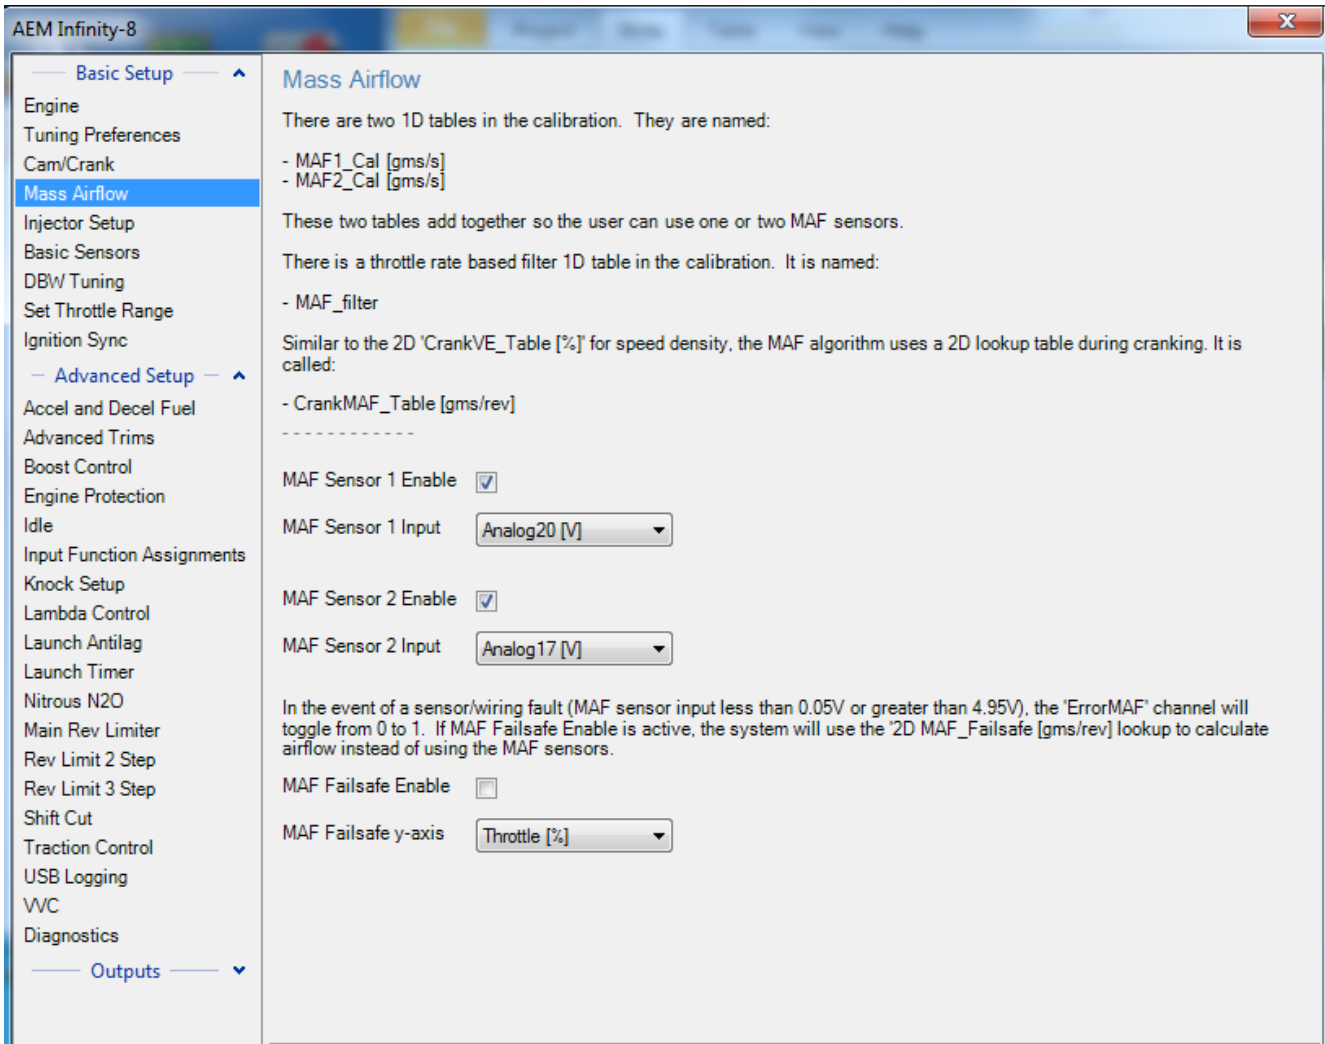 AEM Infinity-8
Basic Setup
Engine
Tuning Preferences
Cam/Crank
Mass Airflow
Injector Setup
Basic Sensors
DBW Tuning
Set Throttle Range
Ignition Sync
Advanced Setup
Accel and Decel Fuel
Advanced Trims
Boost Control
Engine Protection
Idle
Input Function Assignments
Knock Setup
Lambda Control
Launch Antilag
Launch Timer
Nitrous N2O
Main Rev Limiter
Rev Limit 2 Step
Rev Limit 3 Step
Shift Cut
Traction Control
USB Logging
VVC
Diagnostics
Outputs
Mass Airflow
There are two 1D tables in the calibration. They are named:
- MAF1_Cal [gms/s]
- MAF2_Cal [gms/s]
These two tables add together so the user can use one or two MAF sensors.
There is a throttle rate based filter 1D table in the calibration. It is named:
- MAF_filter
Similar to the 2D 'CrankVE_Table [%]' for speed density, the MAF algorithm uses a 2D lookup table during cranking. It is
called:
- CrankMAF_Table [gms/rev]
- - - - - - - - - - - -
MAF Sensor 1 Enable
MAF Sensor 1 Input Analog20 [V]
MAF Sensor 2 Enable
MAF Sensor 2 Input Analog17 [V]
In the event of a sensor/wiring fault (MAF sensor input less than 0.05V or greater than 4.95V), the 'ErrorMAF' channel will
toggle from 0 to 1. If MAF Failsafe Enable is active, the system will use the '2D MAF_Failsafe [gms/rev] lookup to calculate
airflow instead of using the MAF sensors.
MAF Failsafe Enable
MAF Failsafe y-axis Throttle [%]